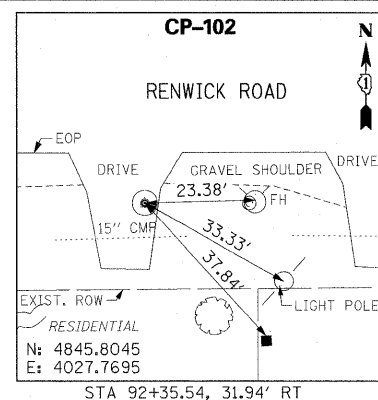 CP-102
N
1
RENWICK ROAD
EOP
DRIVE
GRAVEL SHOULDER
DRIVE
23.38'
FH
15" CMP
33.33'
37.84'
EXIST. ROW
LIGHT POLE
RESIDENTIAL
N: 4845.8045
E: 4027.7695
STA 92+35.54, 31.94' RT